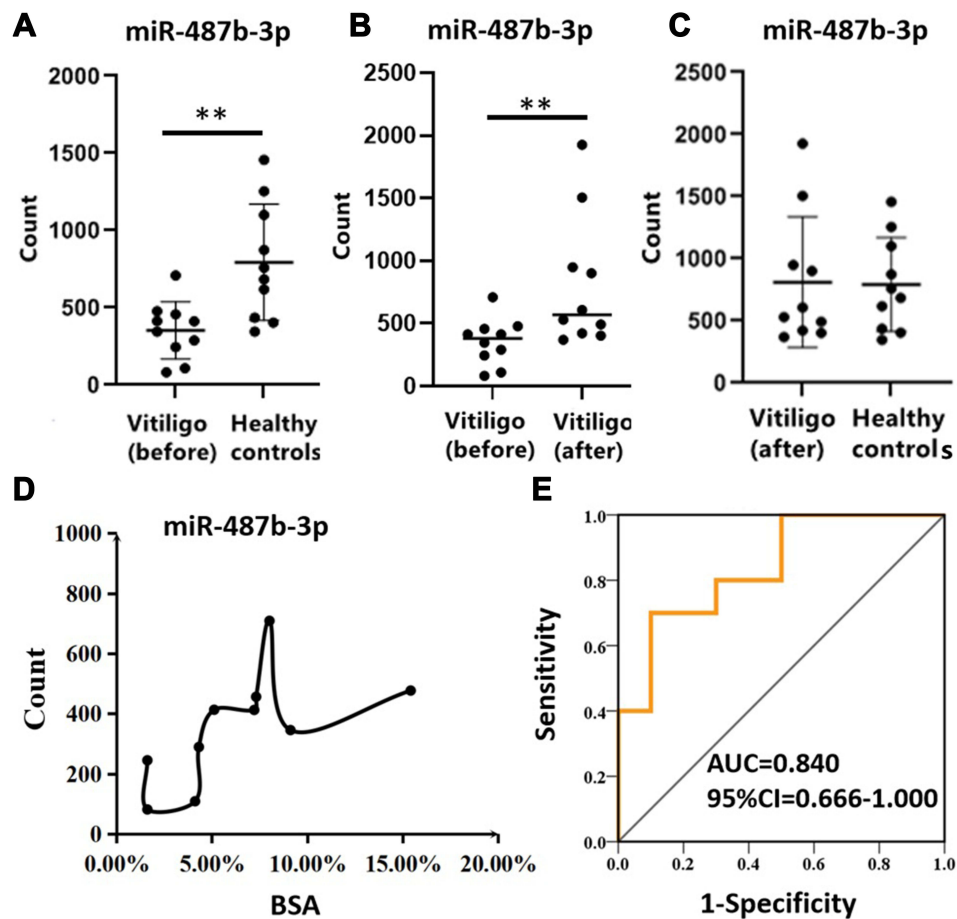 A
miR-487b-3p
2000
1500
1000
500
0
Count
**
Vitiligo
(before)
Healthy
controls
B
miR-487b-3p
2500
2000
1500
1000
500
0
Count
**
Vitiligo
(before)
Vitiligo
(after)
C
miR-487b-3p
2500
2000
1500
1000
500
0
Count
Vitiligo
(after)
Healthy
controls
D
miR-487b-3p
1000
800
600
400
200
0
Count
0.00% 5.00% 10.00% 15.00% 20.00%
BSA
E
1.0
0.8
0.6
0.4
0.2
0.0
Sensitivity
AUC=0.840
95%CI=0.666-1.000
0.0 0.2 0.4 0.6 0.8 1.0
1-Specificity